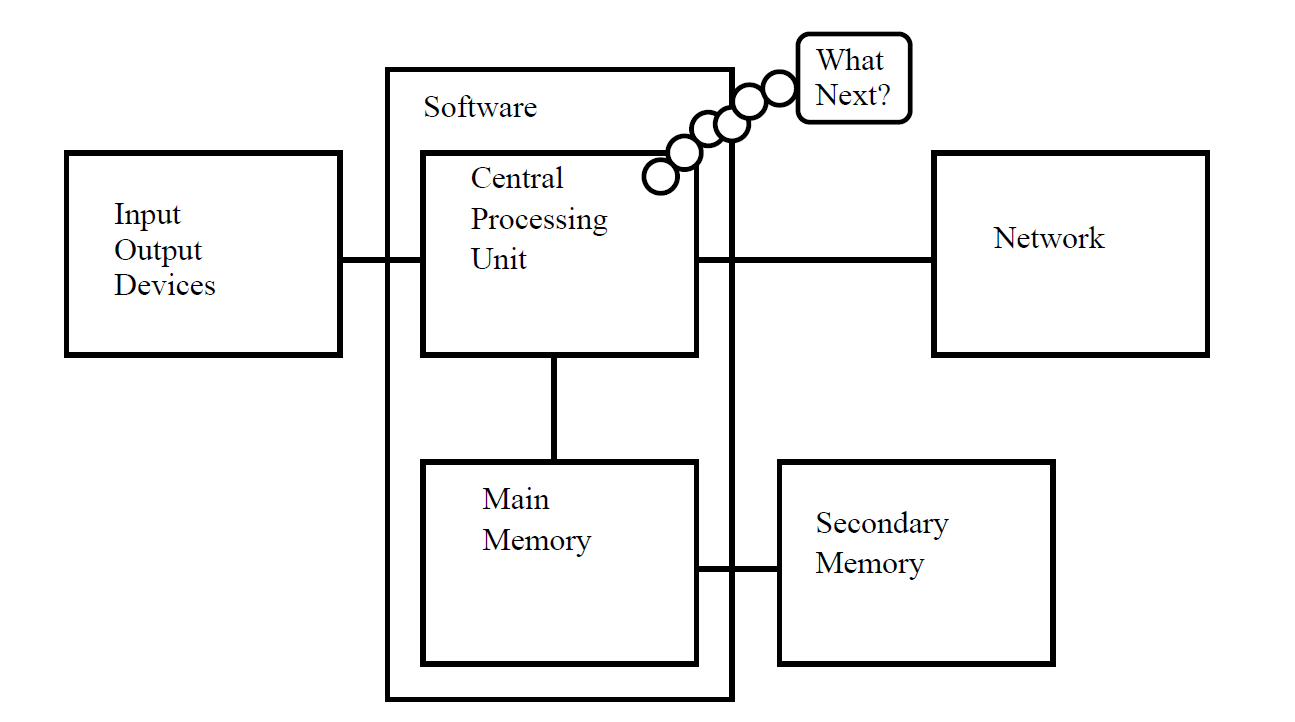 What
Next?
Software
Central
Processing
Unit
Input
Output
Devices
Network
Main
Memory
Secondary
Memory